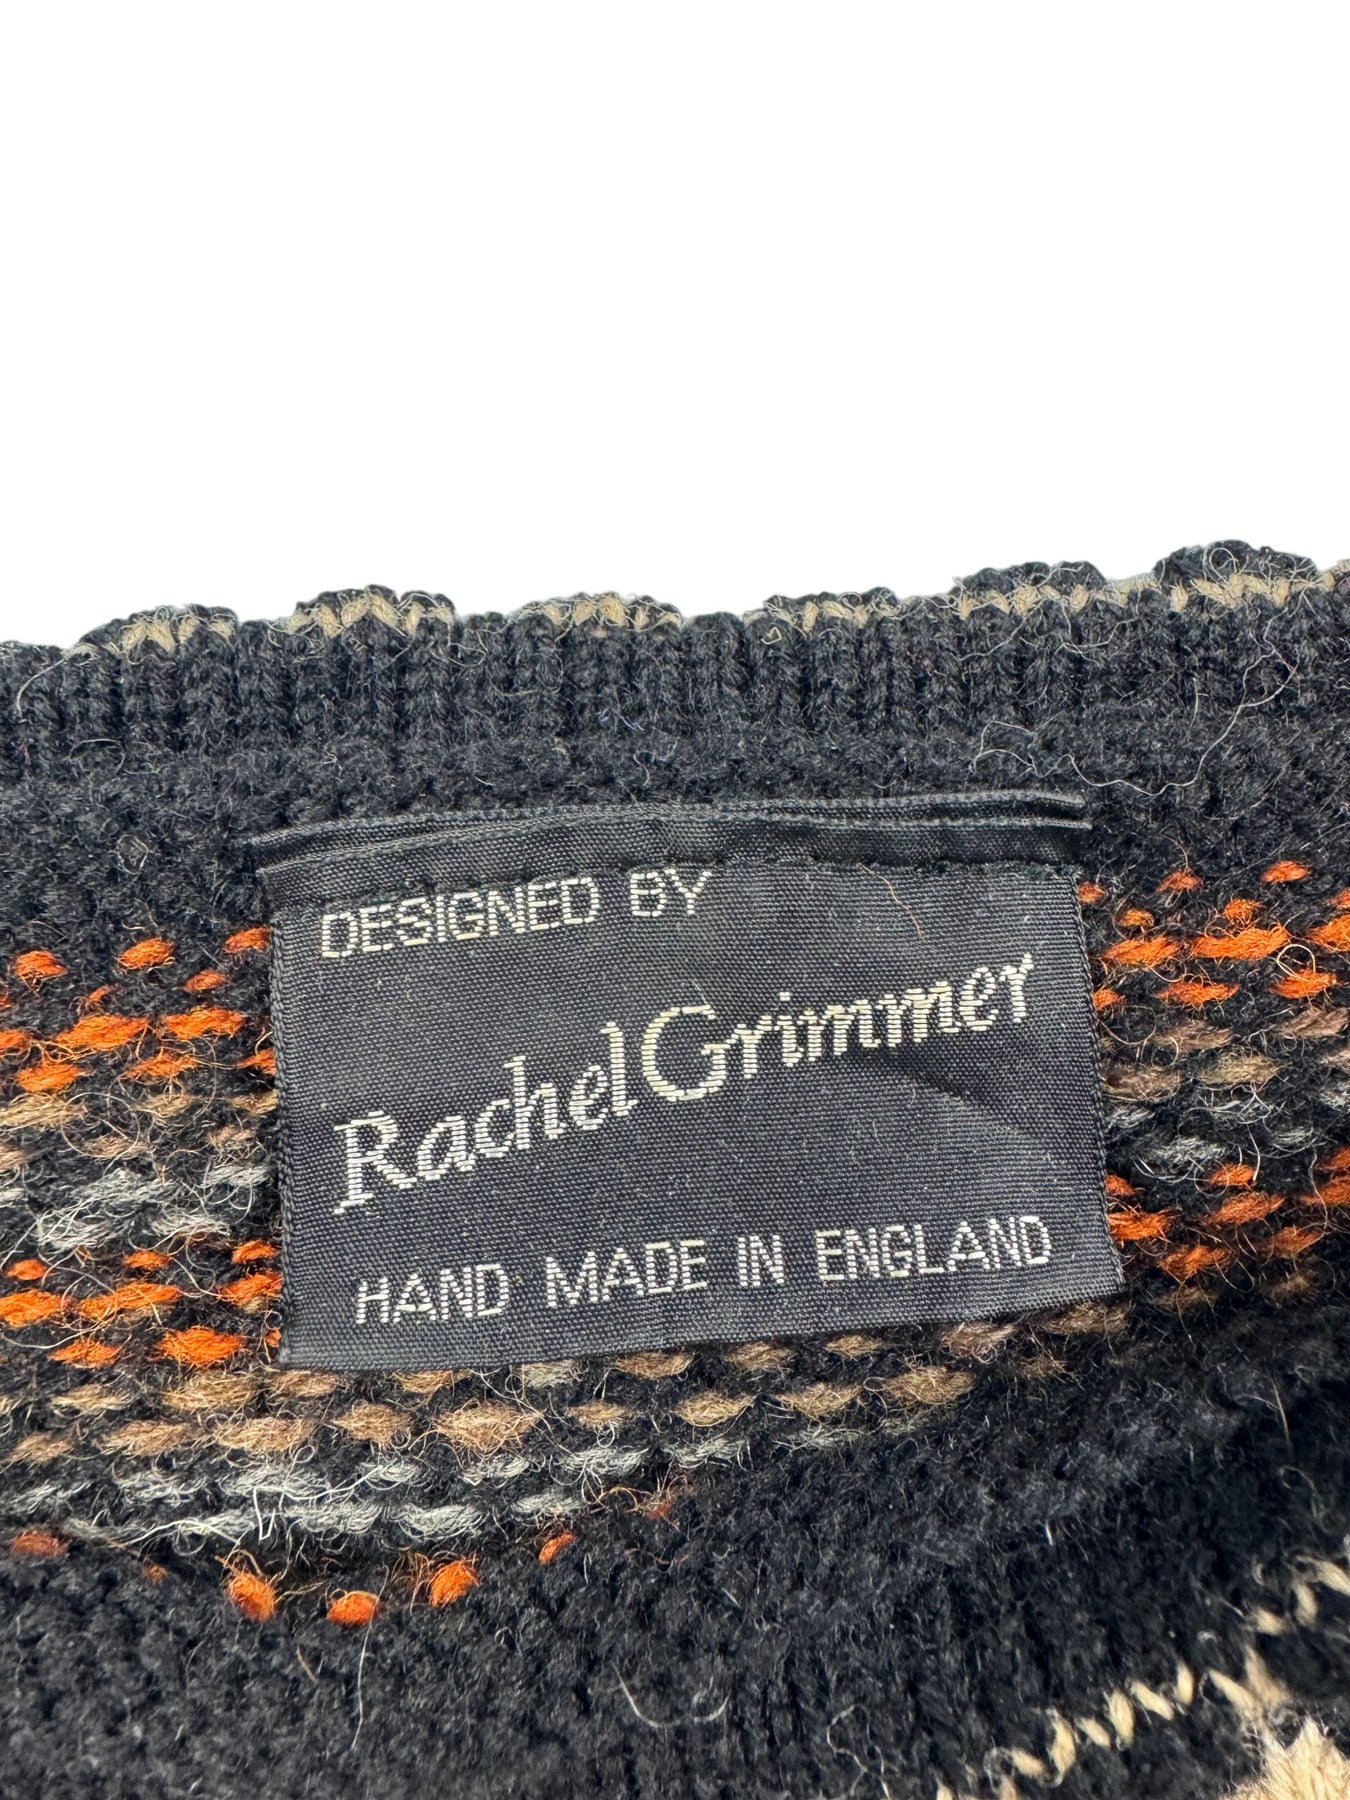 DESIGNED BY
Rachel Grimmer
HAND MADE IN ENGLAND